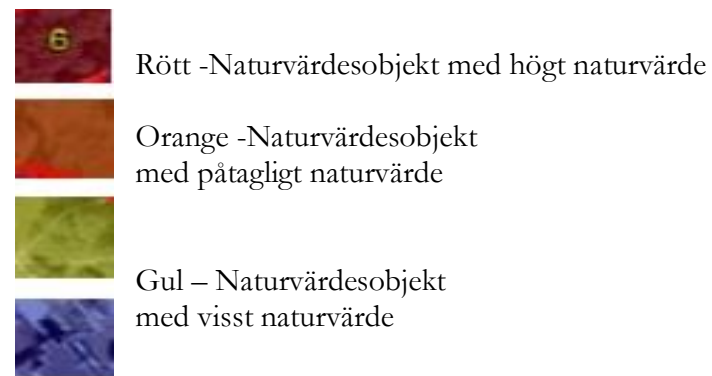 6
Rött -Naturvärdesobjekt med högt naturvärde
Orange -Naturvärdesobjekt
med påtagligt naturvärde
Gul – Naturvärdesobjekt
med visst naturvärde